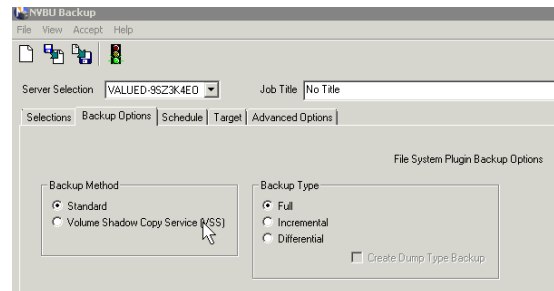 NVBU Backup
File View Accept Help
Server Selection VALUED-9SZ3K4EO Job Title No Title
Selections Backup Options Schedule Target Advanced Options
File System Plugin Backup Options
Backup Method Backup Type
Standard Full
Volume Shadow Copy Service (VSS) Incremental
Differential
Create Dump Type Backup